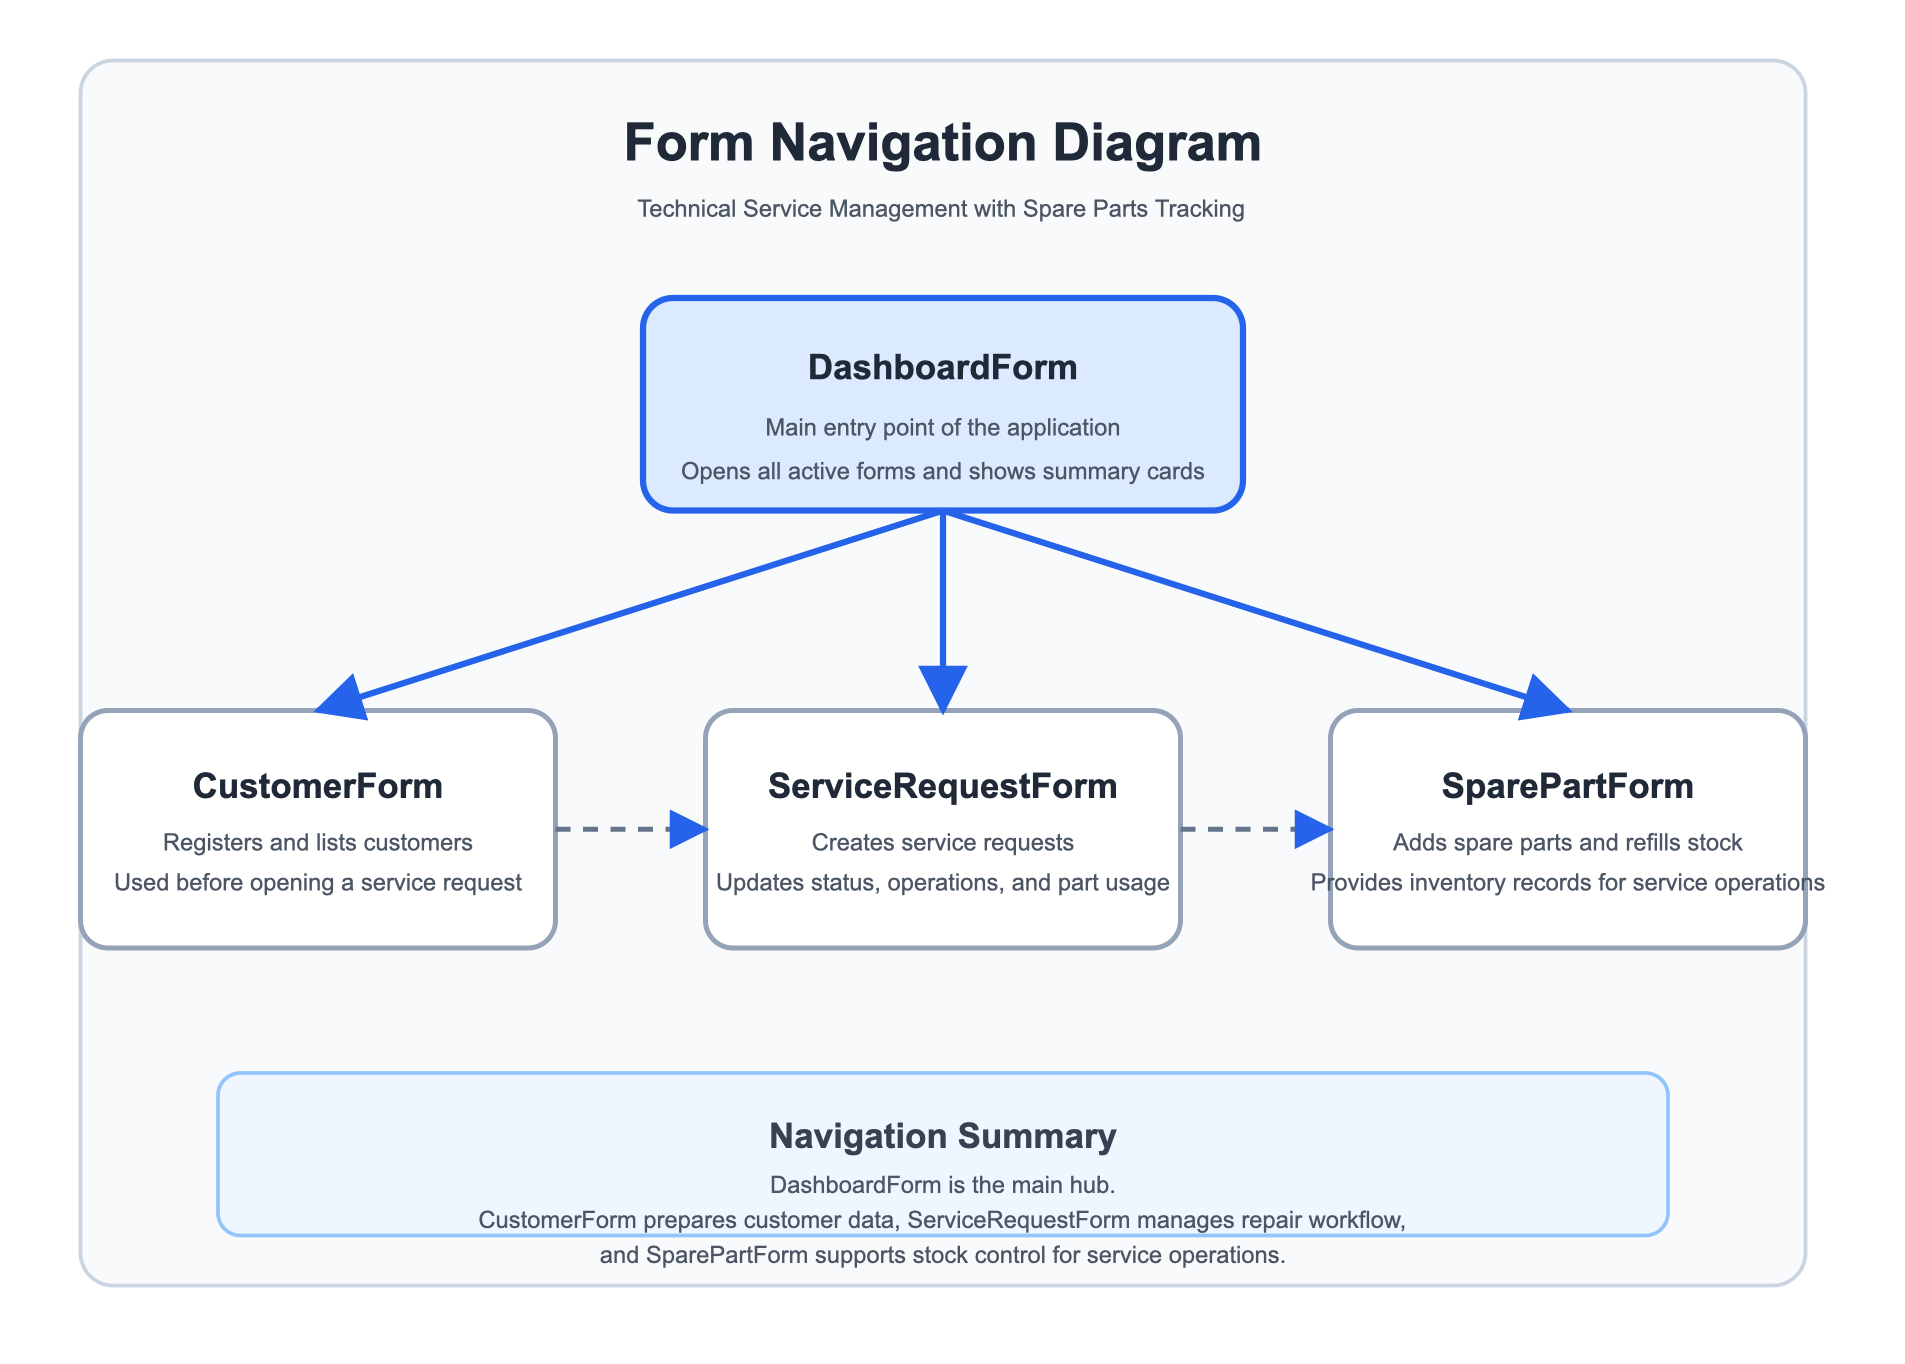 Form Navigation Diagram
Technical Service Management with Spare Parts Tracking
DashboardForm
Main entry point of the application
Opens all active forms and shows summary cards
CustomerForm
Registers and lists customers
Used before opening a service request
ServiceRequestForm
Creates service requests
Updates status, operations, and part usage
SparePartForm
Adds spare parts and refills stock
Provides inventory records for service operations
Navigation Summary
DashboardForm is the main hub.
CustomerForm prepares customer data, ServiceRequestForm manages repair workflow,
and SparePartForm supports stock control for service operations.